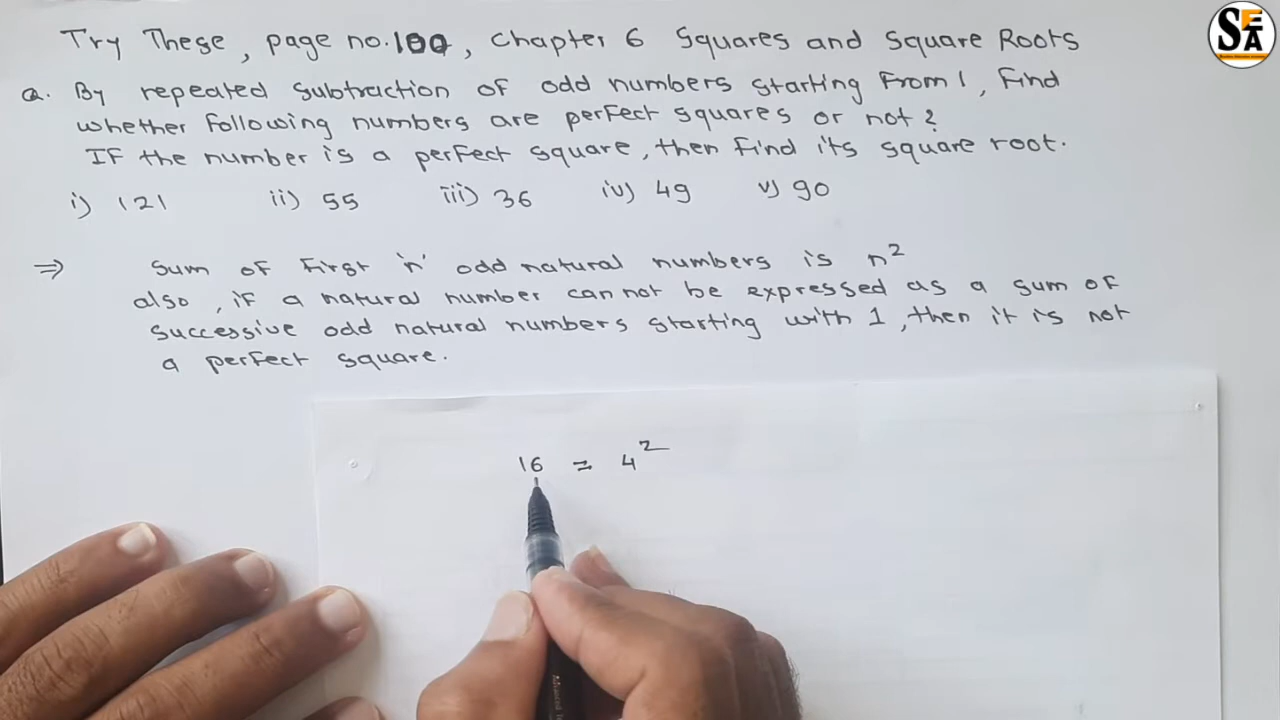 Try These, page no.100, Chapter 6 Squares and Square Roots
Q. By repeated subtraction of odd numbers starting from 1, find
whether following numbers are perfect squares or not?
If the number is a perfect square, then find its square root.
i) 121 ii) 55 iii) 36 iv) 49 v) 90
⇒ Sum of first 'n' odd natural numbers is n²
also, if a natural number cannot be expressed as a sum of
successive odd natural numbers starting with 1, then it is not
a perfect square.
16 = 4²
SETA